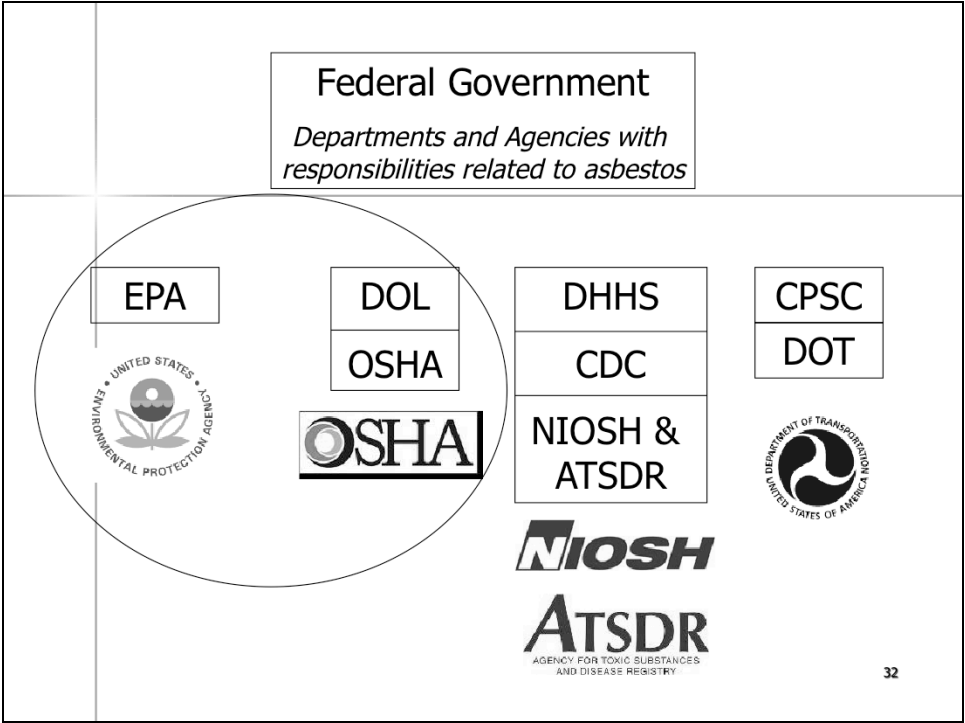 Federal Government
Departments and Agencies with
responsibilities related to asbestos
EPA
DOL
OSHA
DHHS
CDC
NIOSH &
ATSDR
CPSC
DOT
UNITED STATES
ENVIRONMENTAL PROTECTION AGENCY
OSHA
DEPARTMENT OF TRANSPORTATION
UNITED STATES OF AMERICA
NIOSH
ATSDR
AGENCY FOR TOXIC SUBSTANCES
AND DISEASE REGISTRY
32